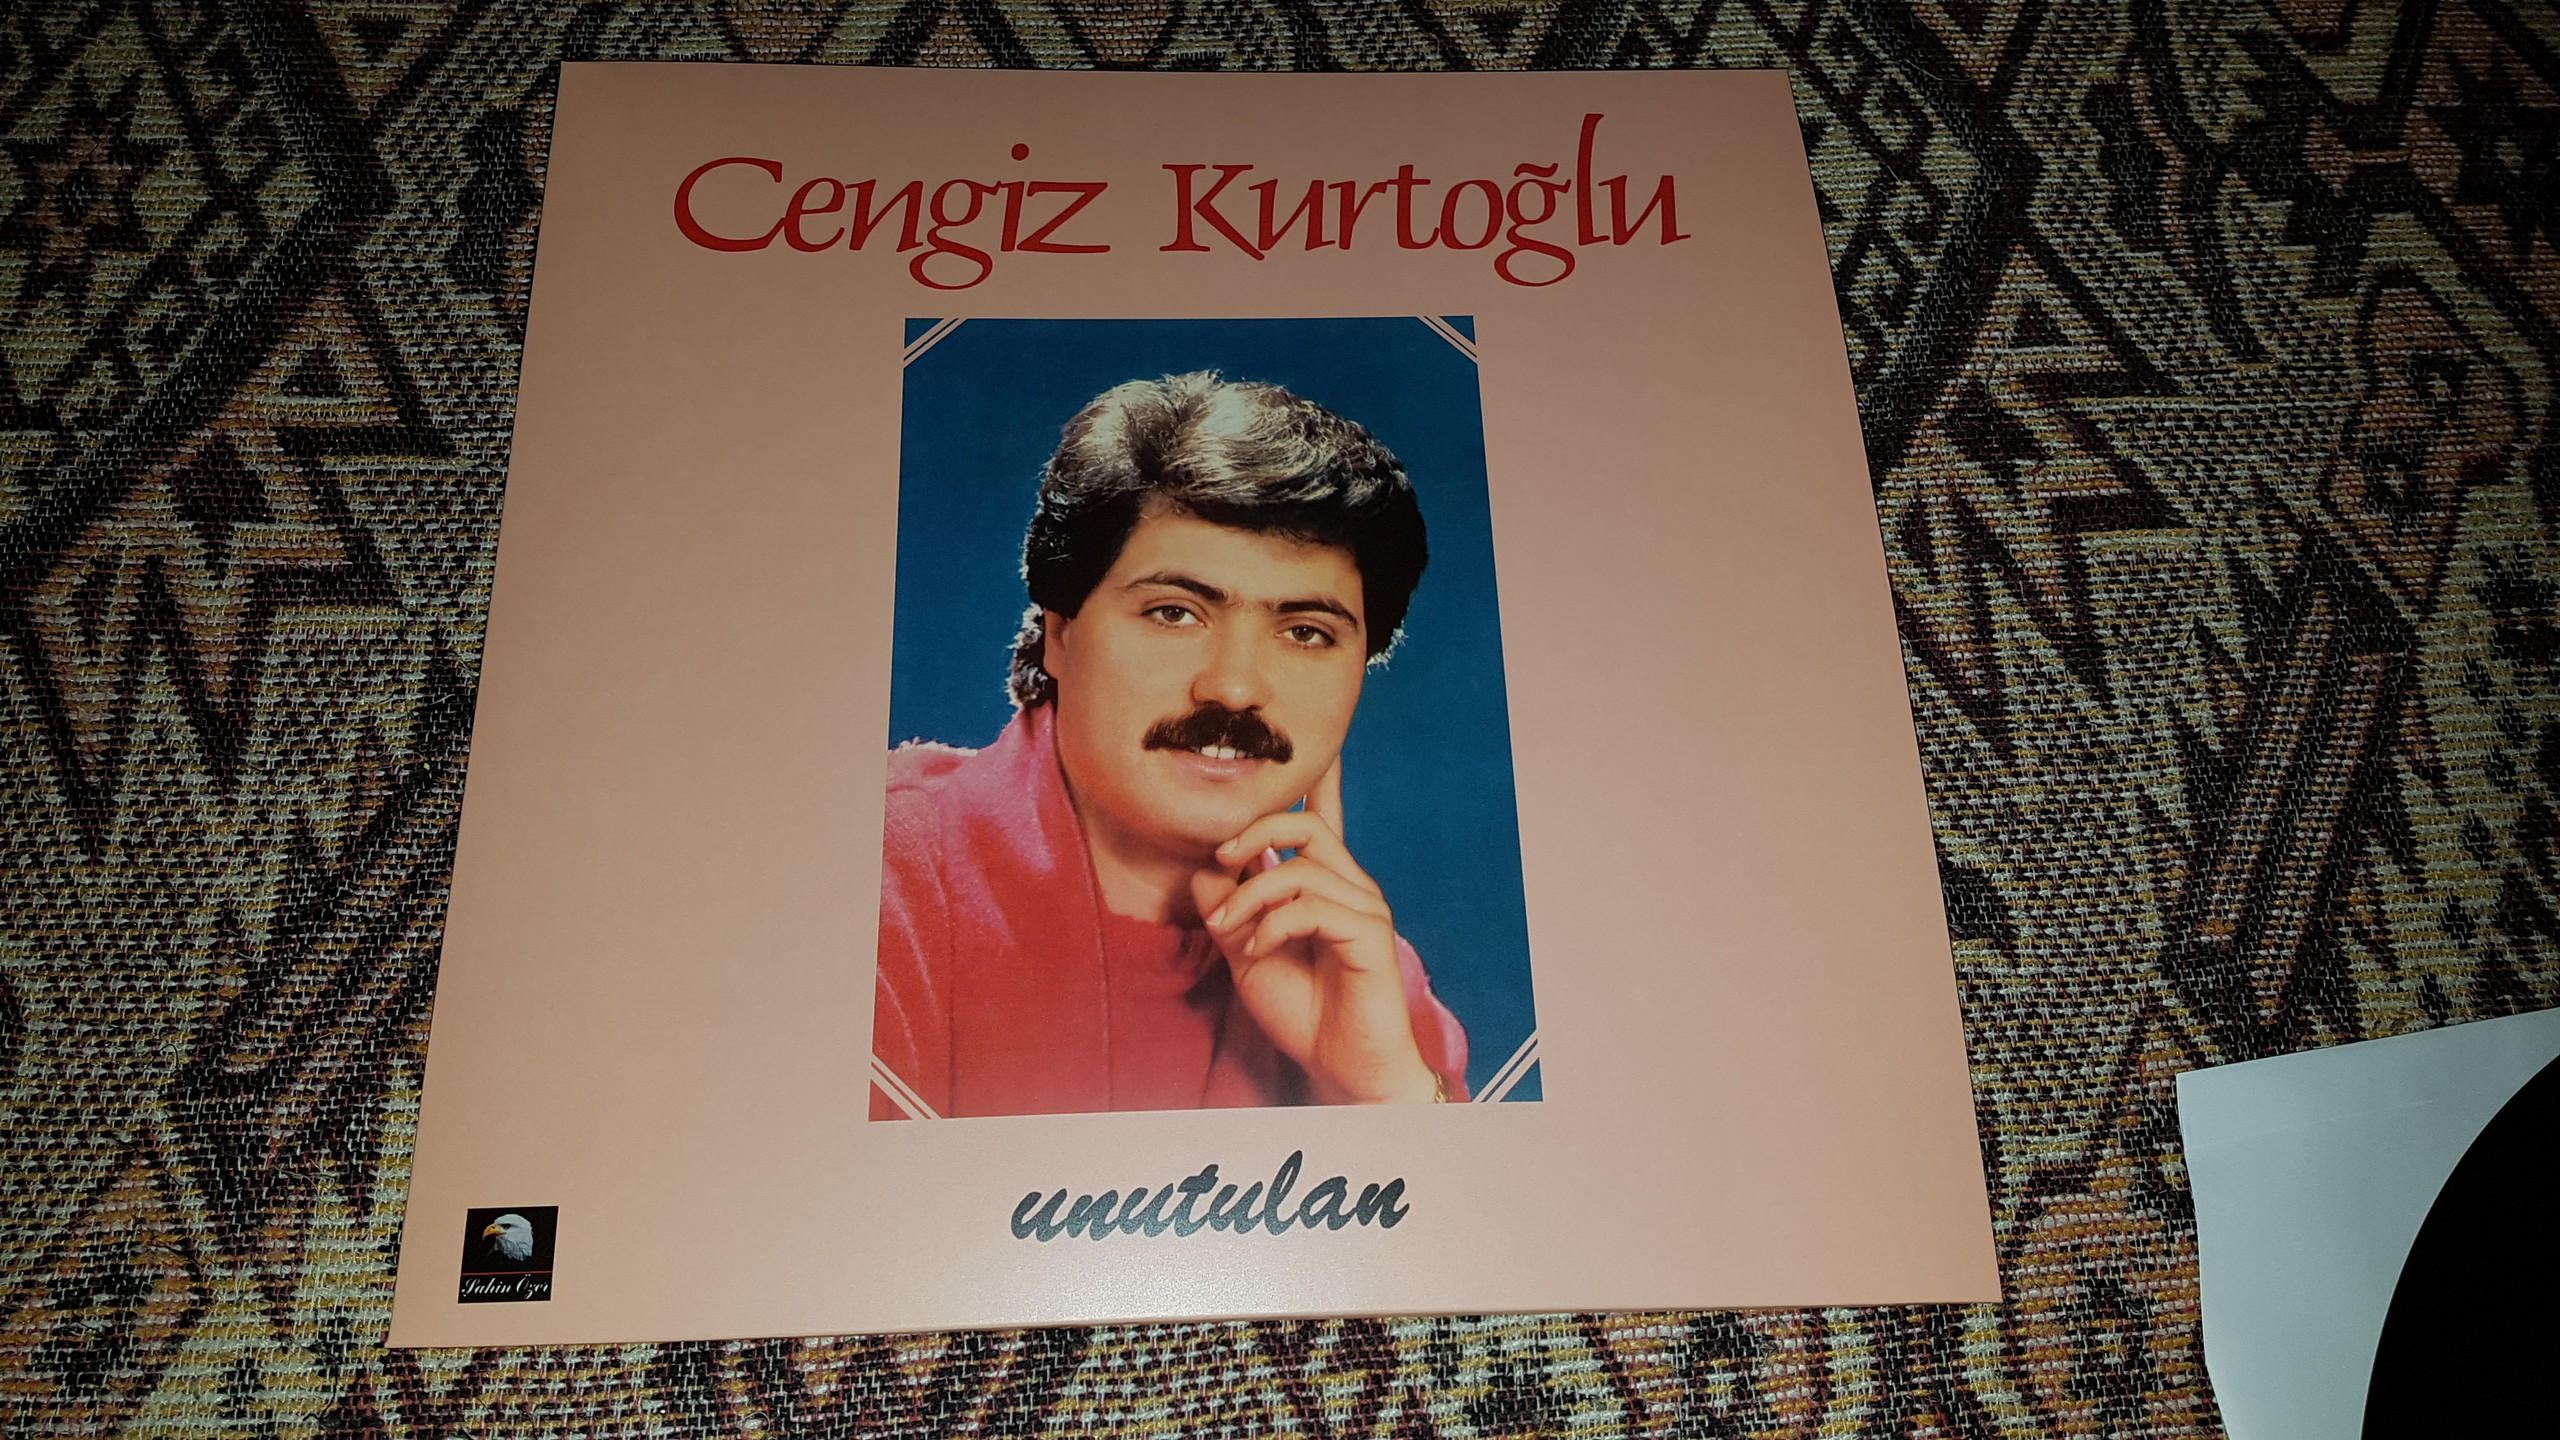 Cengiz Kurtoğlu
unutulan
Şahin Özer